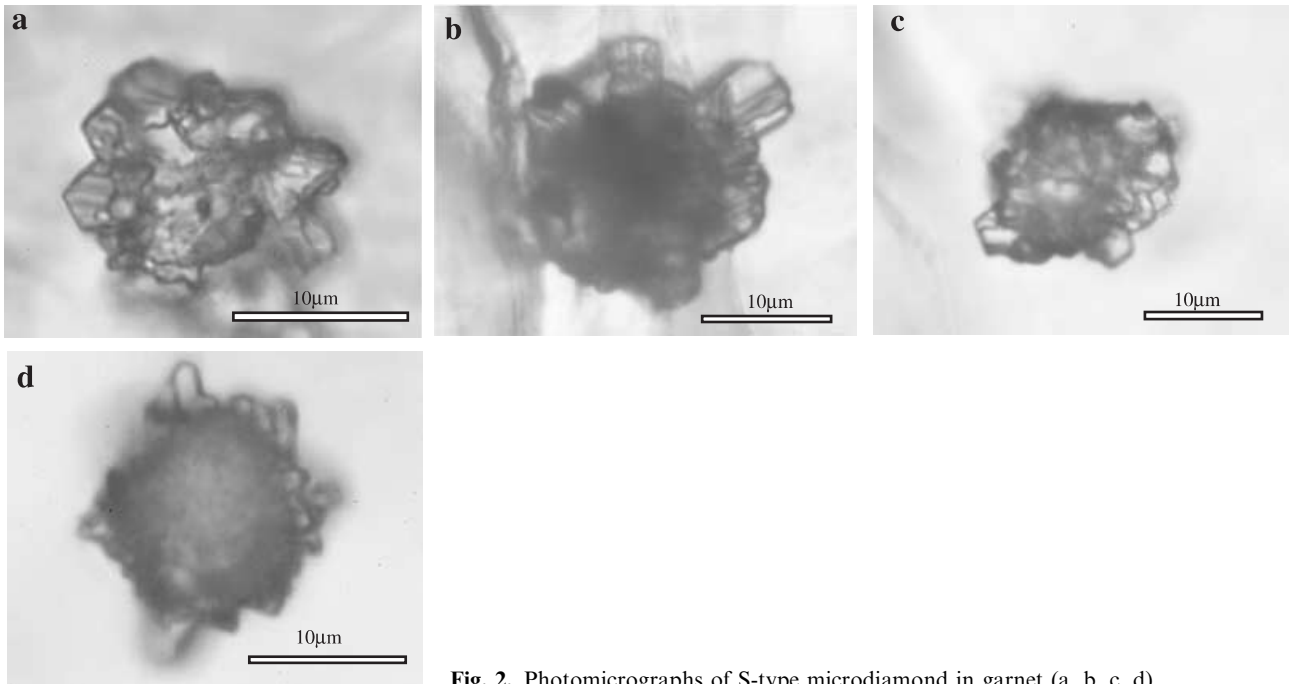 a
b
c
10µm
10µm
10µm
d
10µm
Fig. 2. Photomicrographs of S-type microdiamond in garnet (a, b, c, d)